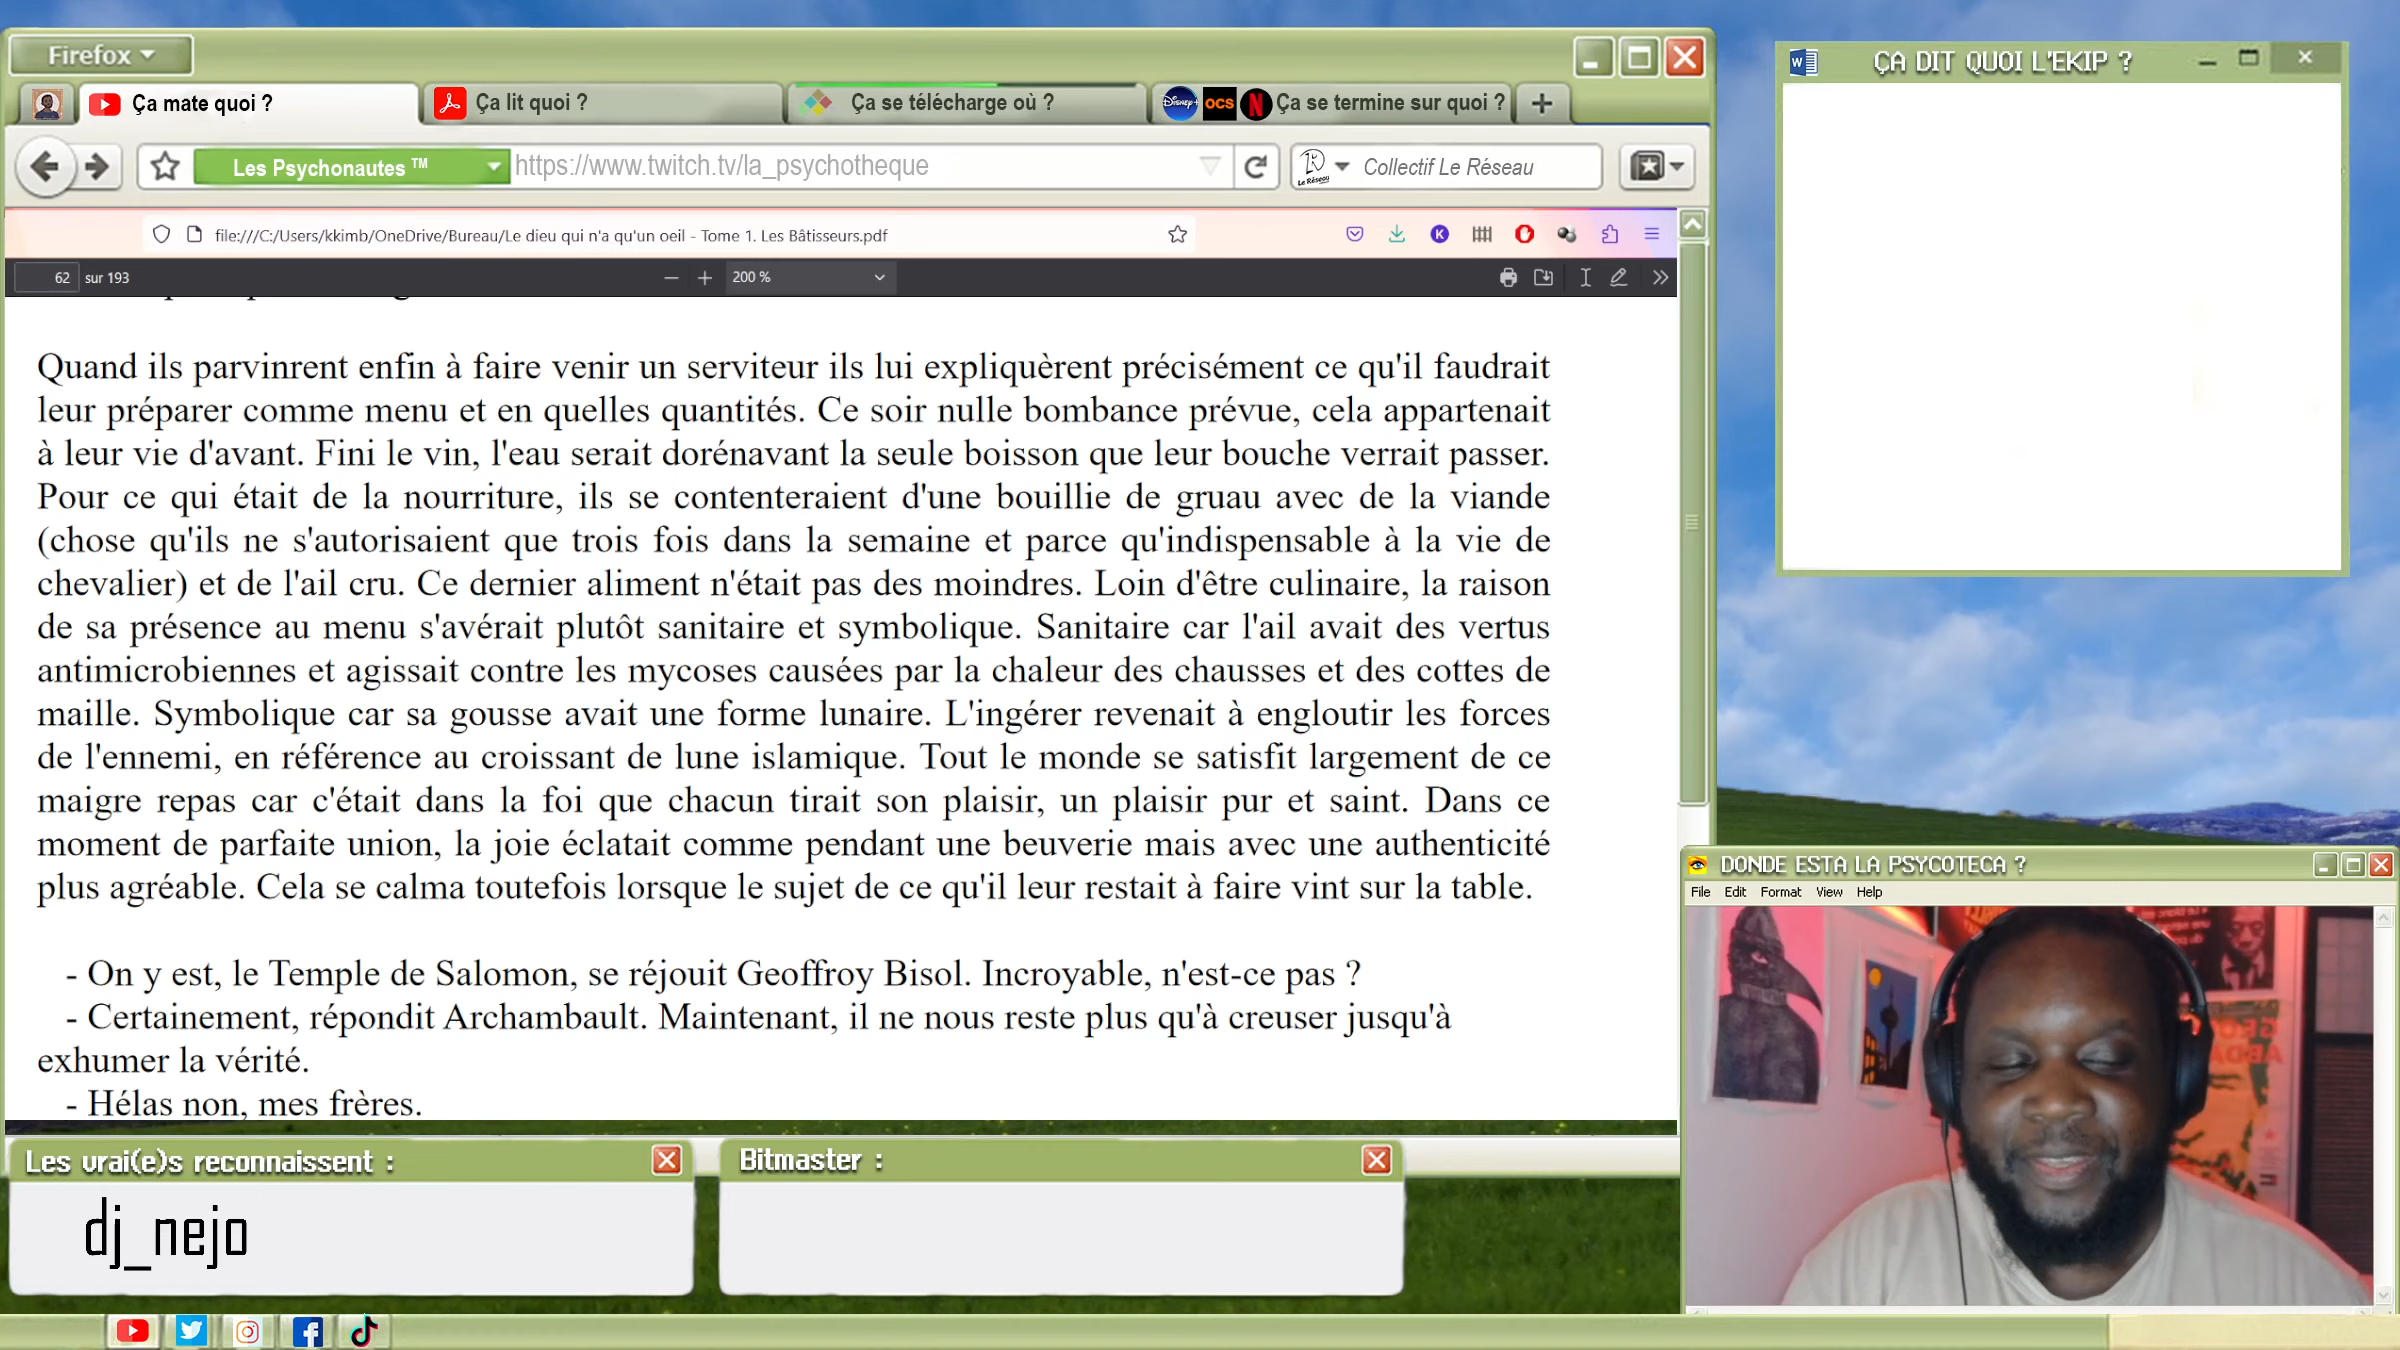 Firefox
ÇA DIT QUOI L'EKIP ?
Ça mate quoi ?
Ça lit quoi ?
Ça se télécharge où ?
Disney+ OCS N Ça se termine sur quoi ?
Les Psychonautes ™
https://www.twitch.tv/la_psychotheque
Le Réseau
Collectif Le Réseau
file:///C:/Users/kkimb/OneDrive/Bureau/Le dieu qui n'a qu'un oeil - Tome 1. Les Bâtisseurs.pdf
62 sur 193
200 %
Quand ils parvinrent enfin à faire venir un serviteur ils lui expliquèrent précisément ce qu'il faudrait
leur préparer comme menu et en quelles quantités. Ce soir nulle bombance prévue, cela appartenait
à leur vie d'avant. Fini le vin, l'eau serait dorénavant la seule boisson que leur bouche verrait passer.
Pour ce qui était de la nourriture, ils se contenteraient d'une bouillie de gruau avec de la viande
(chose qu'ils ne s'autorisaient que trois fois dans la semaine et parce qu'indispensable à la vie de
chevalier) et de l'ail cru. Ce dernier aliment n'était pas des moindres. Loin d'être culinaire, la raison
de sa présence au menu s'avérait plutôt sanitaire et symbolique. Sanitaire car l'ail avait des vertus
antimicrobiennes et agissait contre les mycoses causées par la chaleur des chausses et des cottes de
maille. Symbolique car sa gousse avait une forme lunaire. L'ingérer revenait à engloutir les forces
de l'ennemi, en référence au croissant de lune islamique. Tout le monde se satisfit largement de ce
maigre repas car c'était dans la foi que chacun tirait son plaisir, un plaisir pur et saint. Dans ce
moment de parfaite union, la joie éclatait comme pendant une beuverie mais avec une authenticité
plus agréable. Cela se calma toutefois lorsque le sujet de ce qu'il leur restait à faire vint sur la table.
- On y est, le Temple de Salomon, se réjouit Geoffroy Bisol. Incroyable, n'est-ce pas ?
- Certainement, répondit Archambault. Maintenant, il ne nous reste plus qu'à creuser jusqu'à
exhumer la vérité.
- Hélas non, mes frères.
DONDE ESTA LA PSYCOTECA ?
File Edit Format View Help
Les vrai(e)s reconnaissent :
dj_nejo
Bitmaster :